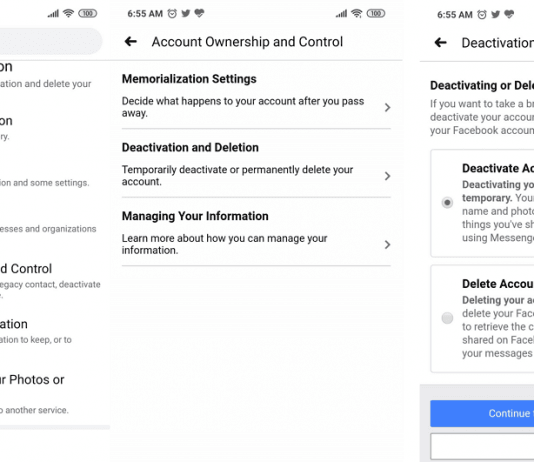 on
ation and delete your
on
ry.
ion and some settings.
esses and organizations
d Control
egacy contact, deactivate
.
ation
ation to keep, or to
r Photos or
o another service.
6:55 AM
100
Account Ownership and Control
Memorialization Settings
Decide what happens to your account after you pass
away.
Deactivation and Deletion
Temporarily deactivate or permanently delete your
account.
Managing Your Information
Learn more about how you can manage your
information.
6:55 AM
100
Deactivation
Deactivating or Dele
If you want to take a br
deactivate your accour
your Facebook accoun
Deactivate Ac
Deactivating yo
temporary. Your
name and photo
things you've sh
using Messenge
Delete Accou
Deleting your a
delete your Face
to retrieve the c
shared on Faceb
your messages
Continue